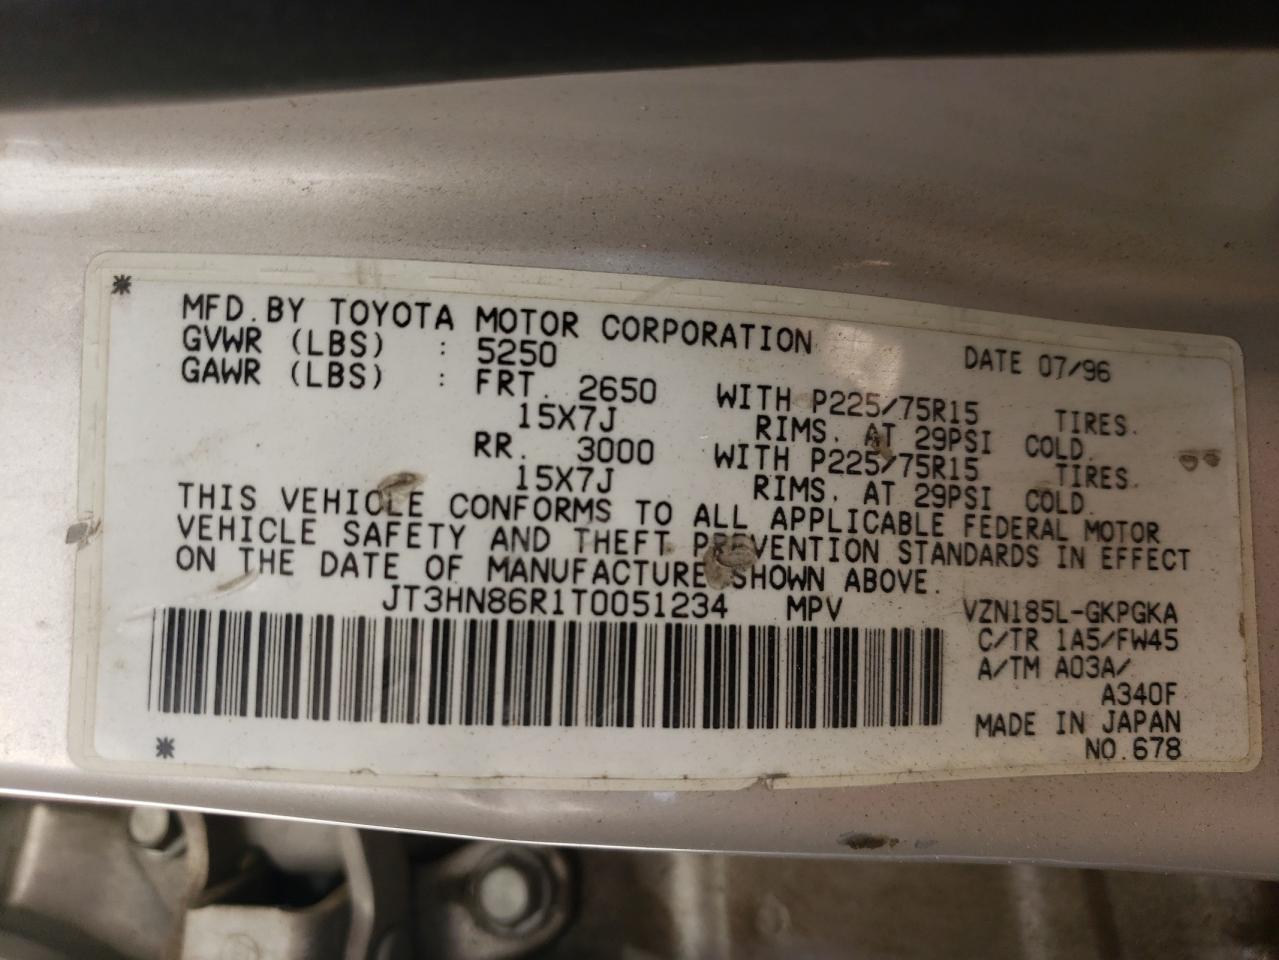 MFD. BY TOYOTA MOTOR CORPORATION DATE 07/96
GVWR (LBS) : 5250
GAWR (LBS) : FRT. 2650 WITH P225/75R15 TIRES.
15X7J RIMS. AT 29PSI COLD.
RR. 3000 WITH P225/75R15 TIRES.
15X7J RIMS. AT 29PSI COLD.
THIS VEHICLE CONFORMS TO ALL APPLICABLE FEDERAL MOTOR
VEHICLE SAFETY AND THEFT PREVENTION STANDARDS IN EFFECT
ON THE DATE OF MANUFACTURE SHOWN ABOVE.
JT3HN86R1T0051234 MPV VZN185L-GKPGKA
C/TR 1A5/FW45
A/TM A03A/
A340F
MADE IN JAPAN
NO.678